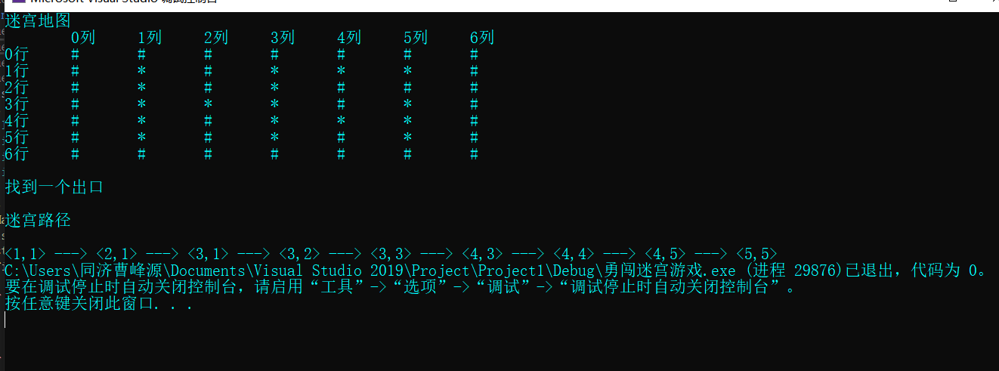 Microsoft Visual Studio 调试控制台
迷宫地图
0列 1列 2列 3列 4列 5列 6列
0行 # # # # # # #
1行 # * # * * * #
2行 # * # * # # #
3行 # * * * # * #
4行 # * # * * * #
5行 # * # * # * #
6行 # # # # # # #
找到一个出口
迷宫路径
<1,1> ---> <2,1> ---> <3,1> ---> <3,2> ---> <3,3> ---> <4,3> ---> <4,4> ---> <4,5> ---> <5,5>
C:\Users\同济曹峰源\Documents\Visual Studio 2019\Project\Project1\Debug\勇闯迷宫游戏.exe (进程 29876)已退出，代码为 0。
要在调试停止时自动关闭控制台，请启用“工具”->“选项”->“调试”->“调试停止时自动关闭控制台”。
按任意键关闭此窗口. . .